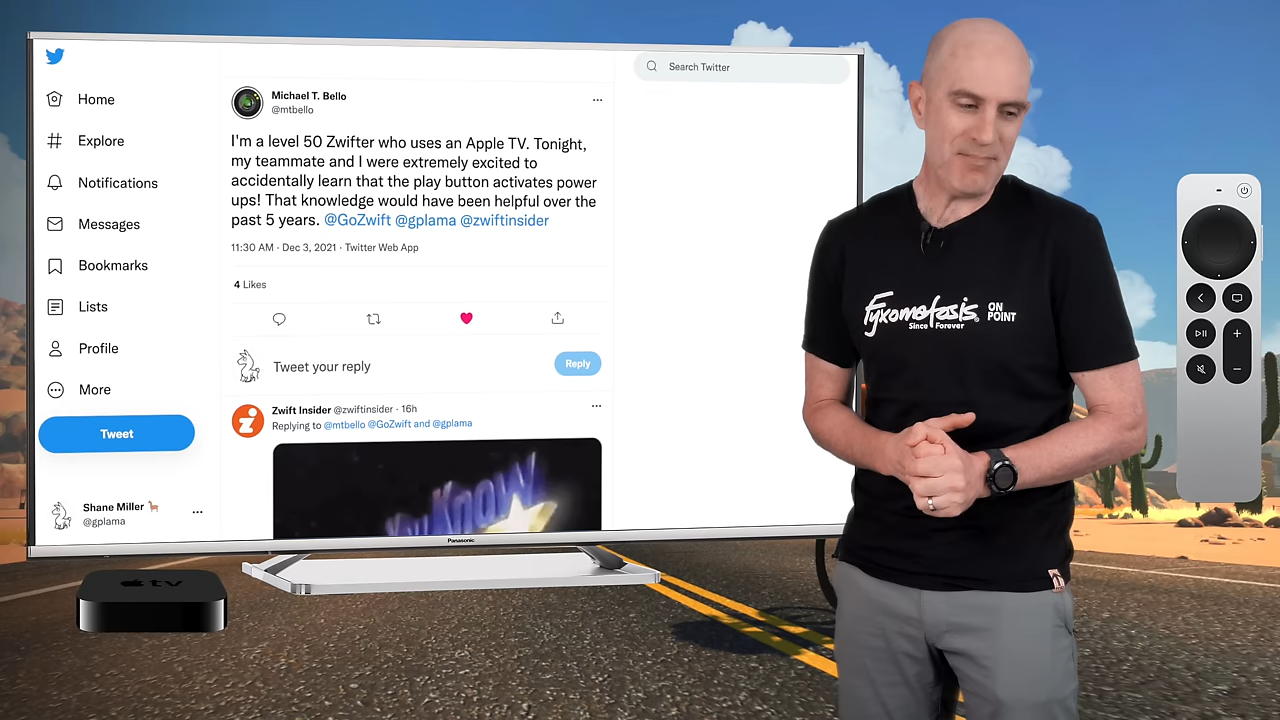 Home
Explore
Notifications
Messages
Bookmarks
Lists
Profile
More
Tweet
Shane Miller
@gplama
Michael T. Bello
@mtbello
I'm a level 50 Zwifter who uses an Apple TV. Tonight,
my teammate and I were extremely excited to
accidentally learn that the play button activates power
ups! That knowledge would have been helpful over the
past 5 years. @GoZwift @gplama @zwiftinsider
11:30 AM · Dec 3, 2021 · Twitter Web App
4 Likes
Tweet your reply
Reply
Zwift Insider @zwiftinsider · 16h
Replying to @mtbello @GoZwift and @gplama
You Know
Search Twitter
Panasonic
tv
Fyxomatosis
Since Forever
ON
POINT